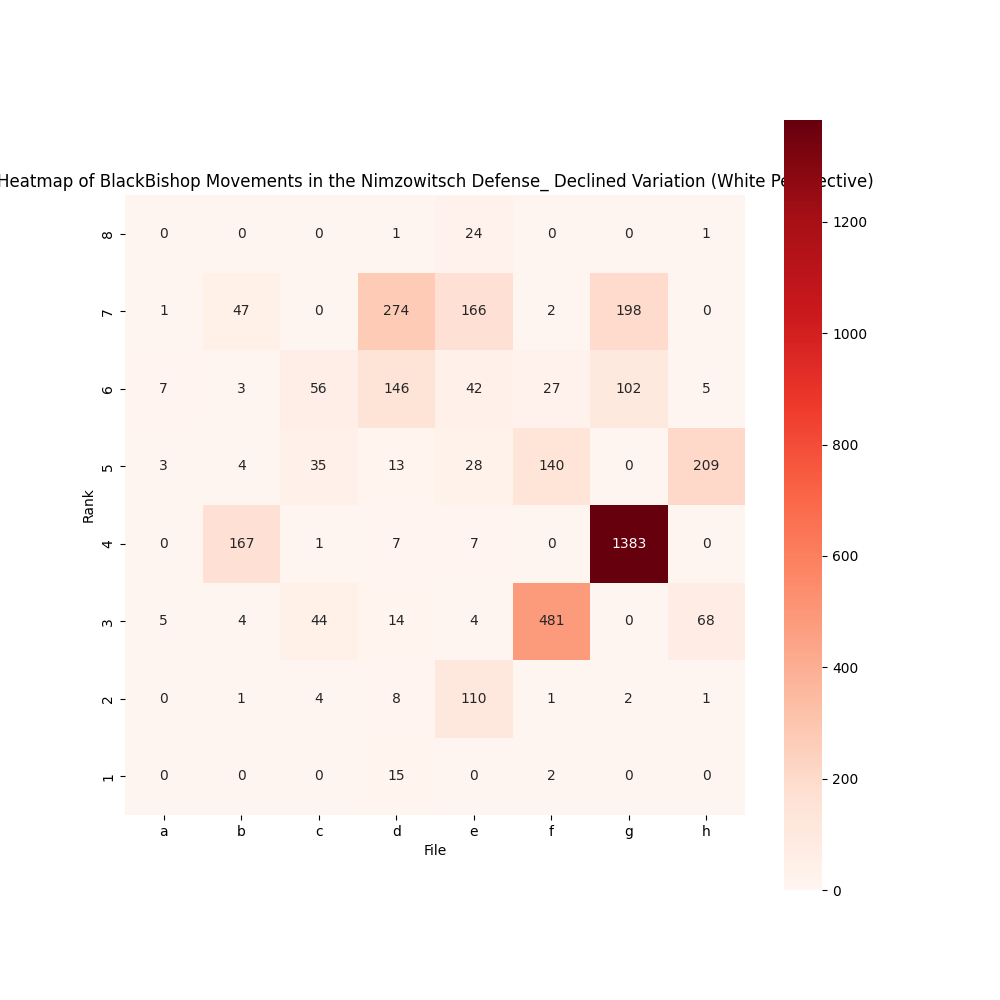 Heatmap of BlackBishop Movements in the Nimzowitsch Defense_ Declined Variation (White Pe ective)
8 0 0 0 1 24 0 0 1
7 1 47 0 274 166 2 198 0
6 7 3 56 146 42 27 102 5
5 3 4 35 13 28 140 0 209
4 0 167 1 7 7 0 1383 0
3 5 4 44 14 4 481 0 68
2 0 1 4 8 110 1 2 1
1 0 0 0 15 0 2 0 0
Rank
a b c d e f g h
File
1200
1000
800
600
400
200
0